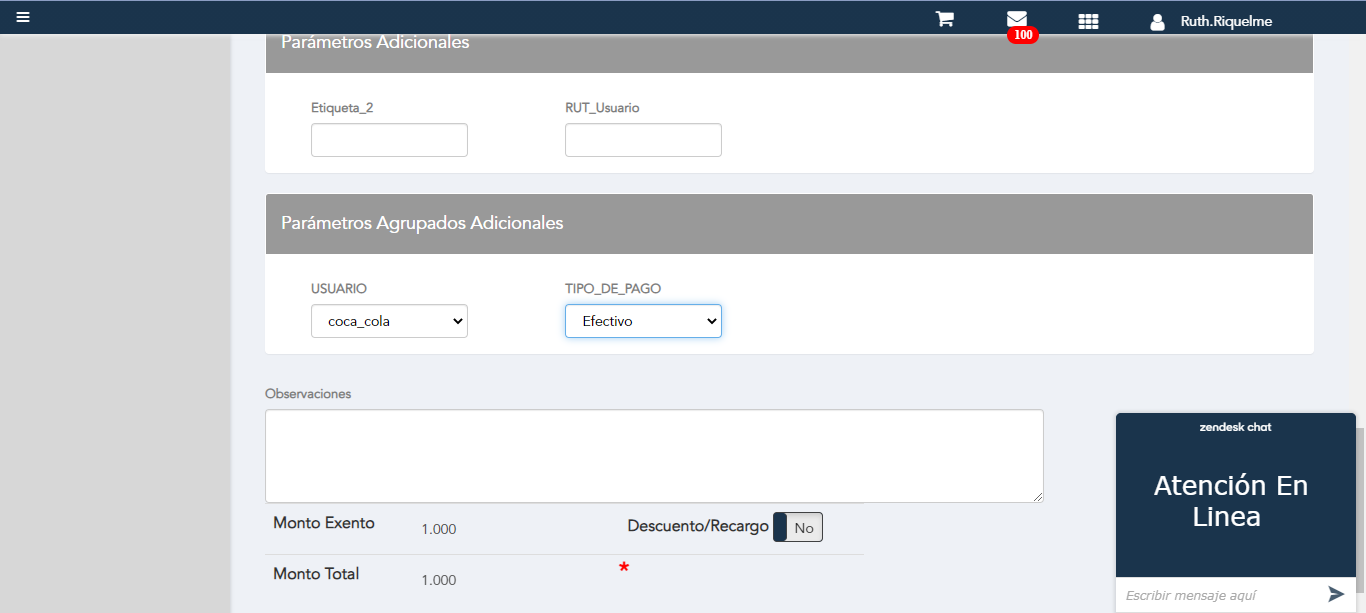 Ruth.Riquelme
100
Parámetros Adicionales
Etiqueta_2 RUT_Usuario
Parámetros Agrupados Adicionales
USUARIO TIPO_DE_PAGO
coca_cola Efectivo
Observaciones
zendesk chat
Atención En
Linea
Monto Exento 1.000 Descuento/Recargo No
Monto Total 1.000 *
Escribir mensaje aquí